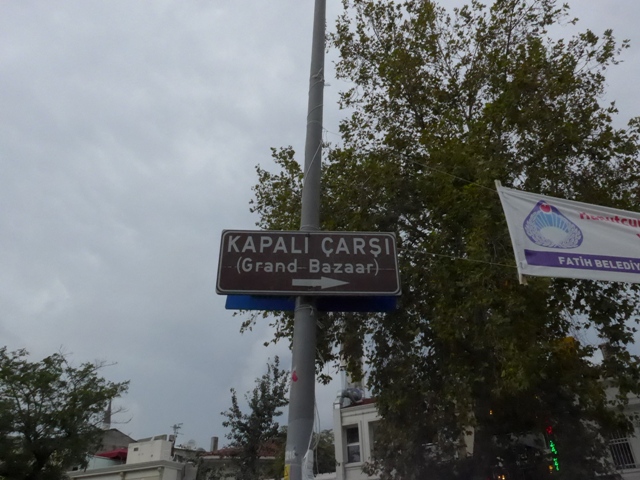 KAPALI ÇARŞI
(Grand Bazaar)
FATİH BELEDİY